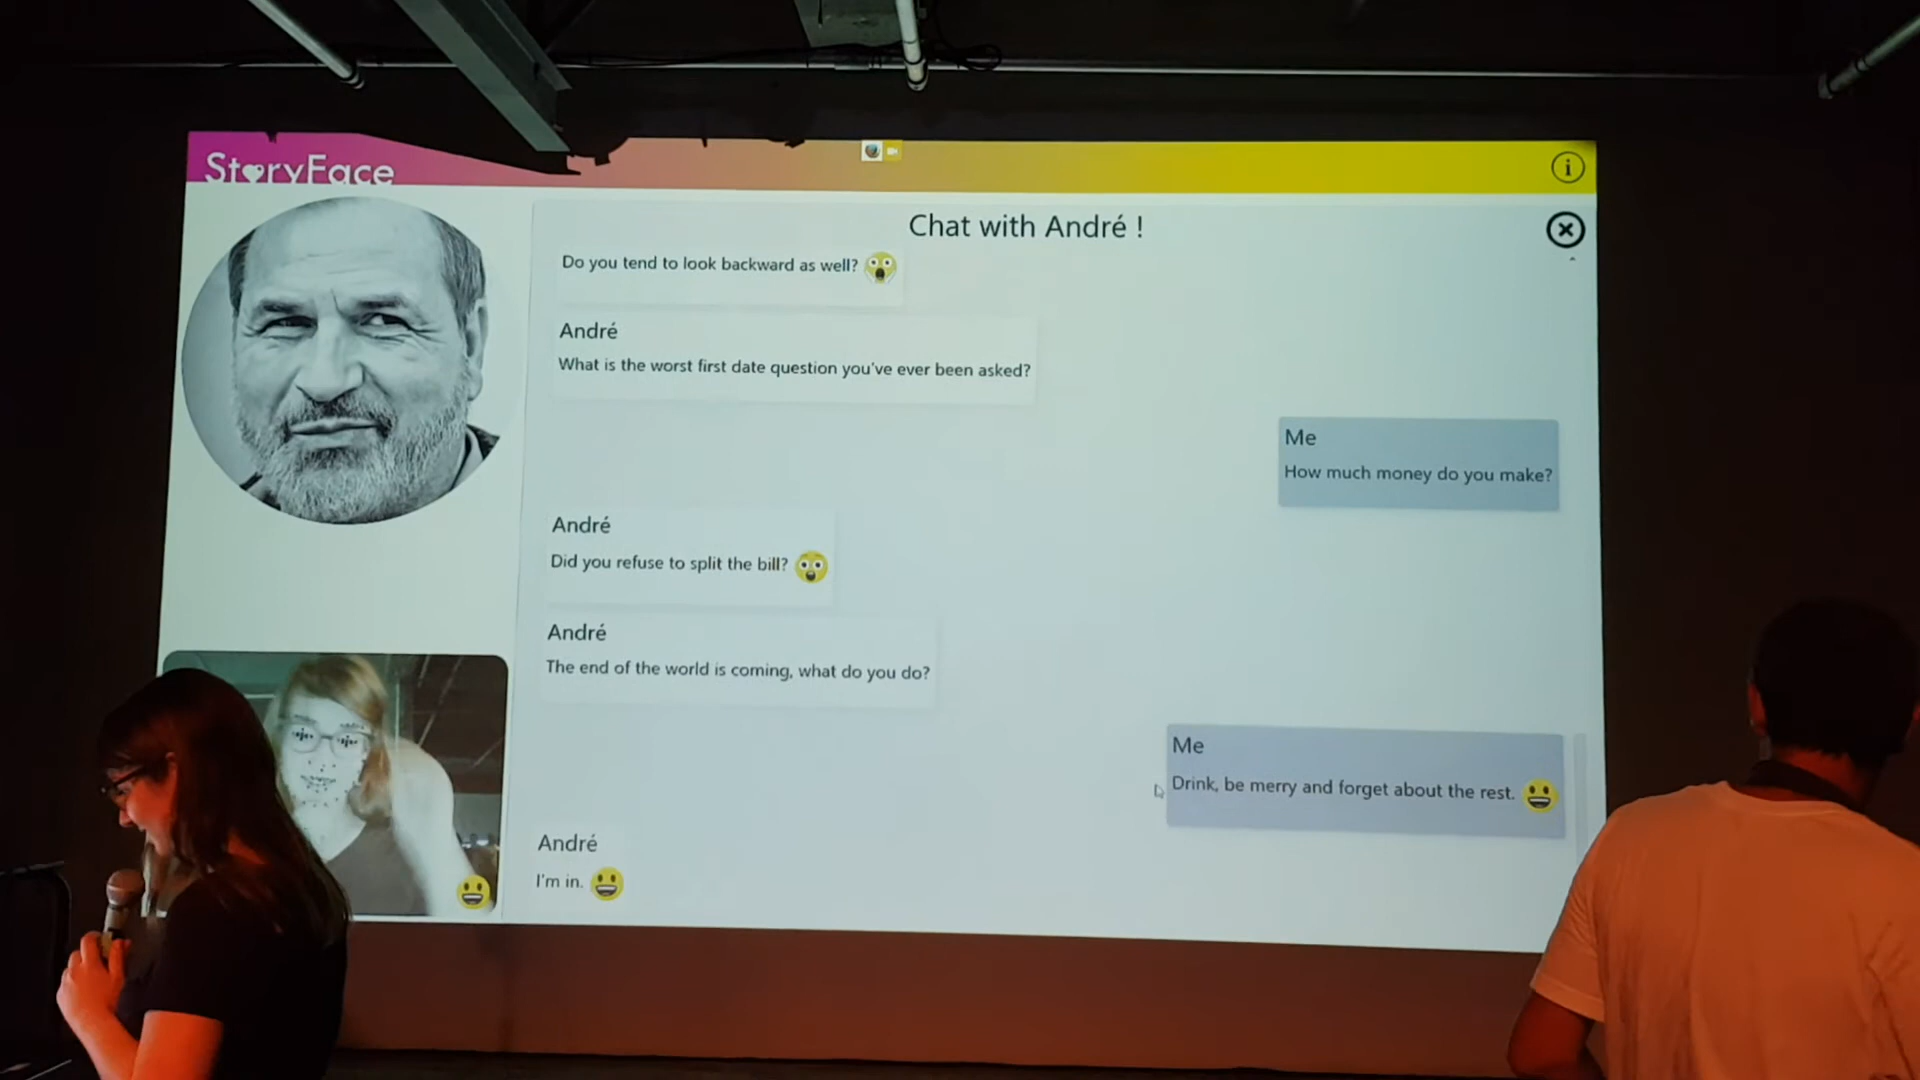 StoryFace
i
Chat with André !
Do you tend to look backward as well?
André
What is the worst first date question you've ever been asked?
Me
How much money do you make?
André
Did you refuse to split the bill?
André
The end of the world is coming, what do you do?
Me
Drink, be merry and forget about the rest.
André
I'm in.